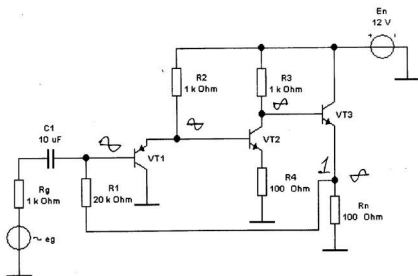 En
12 V
+
R2
1 k Ohm
R3
1 k Ohm
C1
10 uF
VT1
VT2
VT3
Rg
1 k Ohm
R1
20 k Ohm
R4
100 Ohm
1
Rn
100 Ohm
~ eg